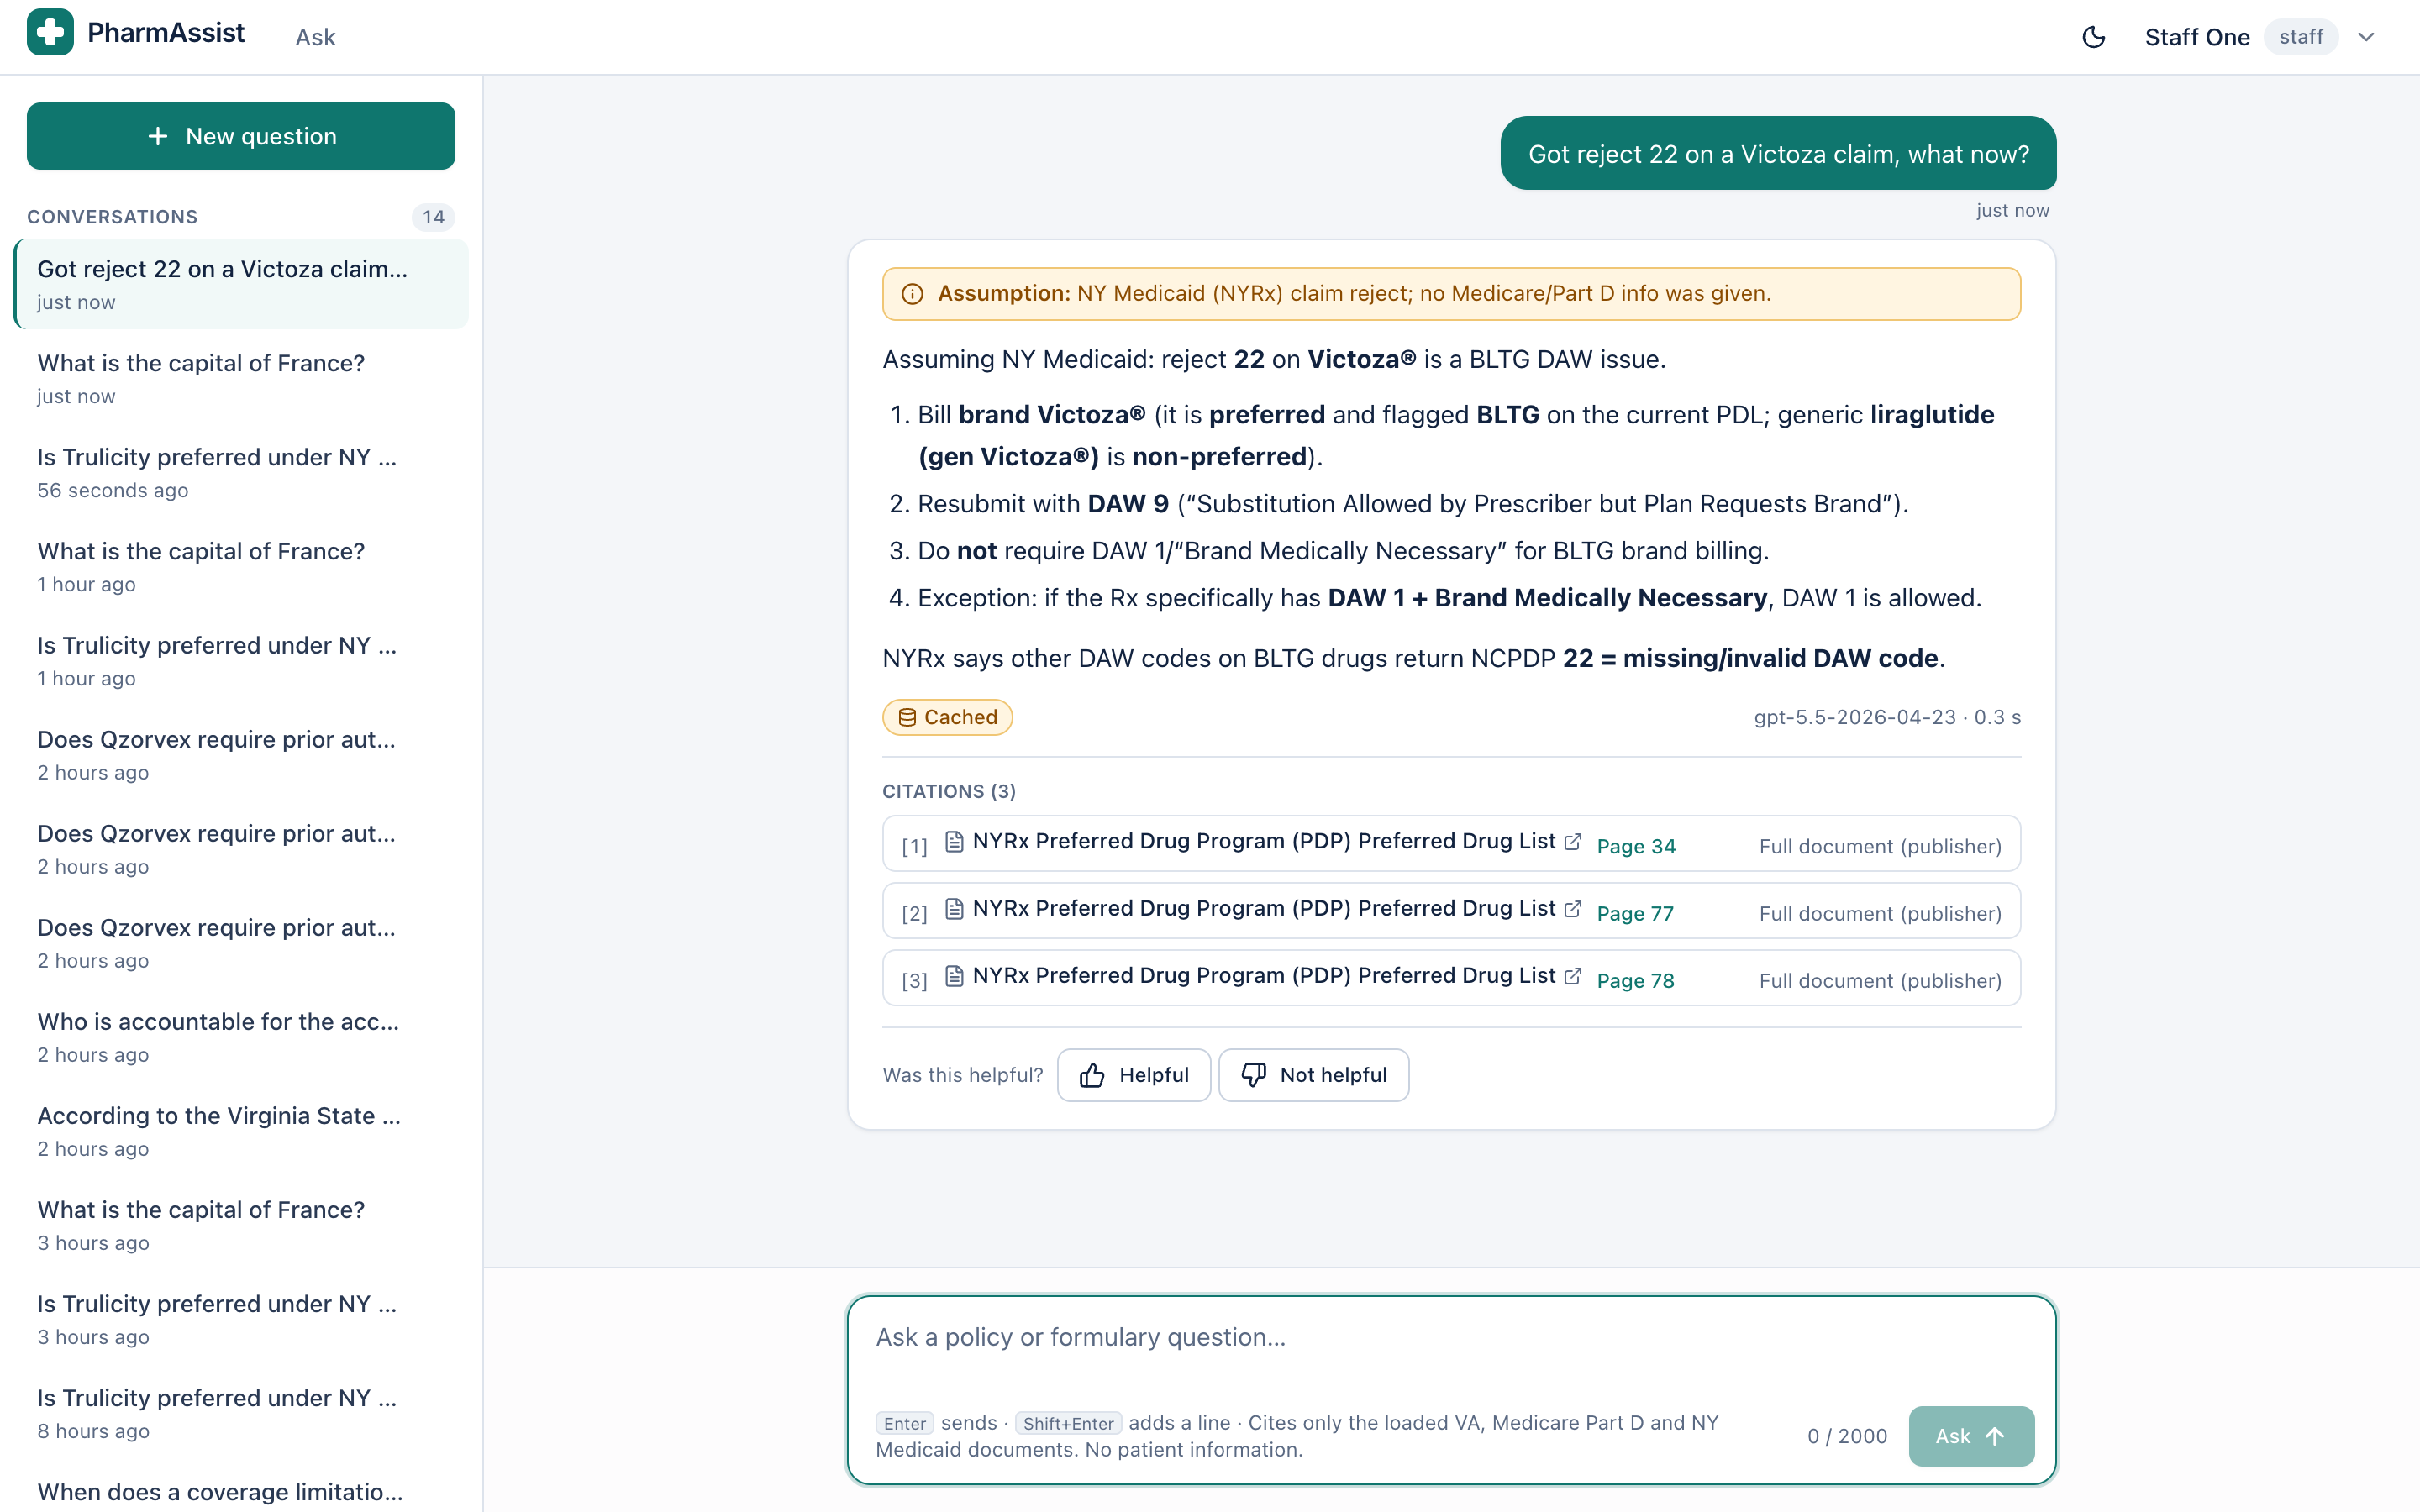 PharmAssist
Ask
Staff One
staff
New question
CONVERSATIONS
14
Got reject 22 on a Victoza claim...
just now
What is the capital of France?
just now
Is Trulicity preferred under NY ...
56 seconds ago
What is the capital of France?
1 hour ago
Is Trulicity preferred under NY ...
1 hour ago
Does Qzorvex require prior aut...
2 hours ago
Does Qzorvex require prior aut...
2 hours ago
Does Qzorvex require prior aut...
2 hours ago
Who is accountable for the acc...
2 hours ago
According to the Virginia State ...
2 hours ago
What is the capital of France?
3 hours ago
Is Trulicity preferred under NY ...
3 hours ago
Is Trulicity preferred under NY ...
8 hours ago
When does a coverage limitatio...
Got reject 22 on a Victoza claim, what now?
just now
Assumption: NY Medicaid (NYRx) claim reject; no Medicare/Part D info was given.
Assuming NY Medicaid: reject 22 on Victoza® is a BLTG DAW issue.
1. Bill brand Victoza® (it is preferred and flagged BLTG on the current PDL; generic liraglutide
(gen Victoza®) is non-preferred).
2. Resubmit with DAW 9 (“Substitution Allowed by Prescriber but Plan Requests Brand”).
3. Do not require DAW 1/“Brand Medically Necessary” for BLTG brand billing.
4. Exception: if the Rx specifically has DAW 1 + Brand Medically Necessary, DAW 1 is allowed.
NYRx says other DAW codes on BLTG drugs return NCPDP 22 = missing/invalid DAW code.
Cached
gpt-5.5-2026-04-23 · 0.3 s
CITATIONS (3)
[1] NYRx Preferred Drug Program (PDP) Preferred Drug List Page 34 Full document (publisher)
[2] NYRx Preferred Drug Program (PDP) Preferred Drug List Page 77 Full document (publisher)
[3] NYRx Preferred Drug Program (PDP) Preferred Drug List Page 78 Full document (publisher)
Was this helpful? Helpful Not helpful
Ask a policy or formulary question...
Enter sends · Shift+Enter adds a line · Cites only the loaded VA, Medicare Part D and NY
Medicaid documents. No patient information.
0 / 2000
Ask